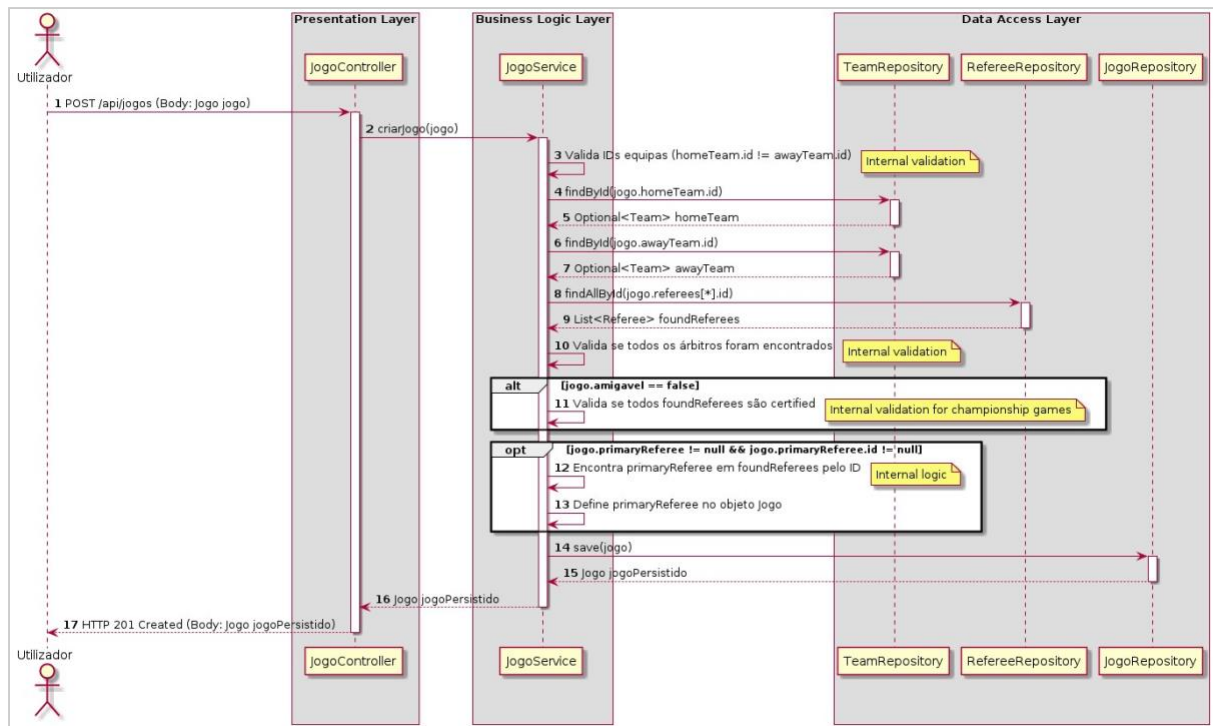 Presentation Layer
Business Logic Layer
Data Access Layer
Utilizador
JogoController
JogoService
TeamRepository
RefereeRepository
JogoRepository
1 POST /api/jogos (Body: Jogo jogo)
2 criarJogo(jogo)
3 Valida IDs equipas (homeTeam.id != awayTeam.id)
Internal validation
4 findById(jogo.homeTeam.id)
5 Optional<Team> homeTeam
6 findById(jogo.awayTeam.id)
7 Optional<Team> awayTeam
8 findAllById(jogo.referees[*].id)
9 List<Referee> foundReferees
10 Valida se todos os árbitros foram encontrados
Internal validation
alt [jogo.amigavel == false]
11 Valida se todos foundReferees são certified
Internal validation for championship games
opt [jogo.primaryReferee != null && jogo.primaryReferee.id != null]
12 Encontra primaryReferee em foundReferees pelo ID
Internal logic
13 Define primaryReferee no objeto Jogo
14 save(jogo)
15 Jogo jogoPersistido
16 Jogo jogoPersistido
17 HTTP 201 Created (Body: Jogo jogoPersistido)
Utilizador
JogoController
JogoService
TeamRepository
RefereeRepository
JogoRepository